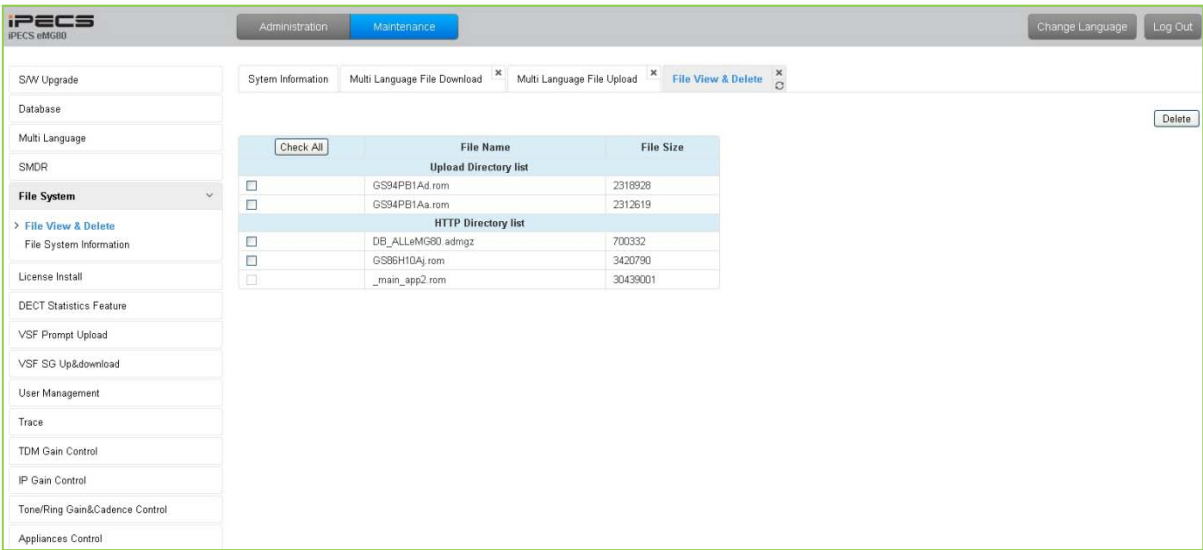 iPECS
iPECS eMG80
Administration
Maintenance
Change Language
Log Out
S/W Upgrade
Database
Multi Language
SMDR
File System
> File View & Delete
File System Information
License Install
DECT Statistics Feature
VSF Prompt Upload
VSF SG Up&download
User Management
Trace
TDM Gain Control
IP Gain Control
Tone/Ring Gain&Cadence Control
Appliances Control
Sytem Information
Multi Language File Download
Multi Language File Upload
File View & Delete
Delete
Check All File Name File Size
Upload Directory list
GS94PB1Ad.rom 2318928
GS94PB1Aa.rom 2312619
HTTP Directory list
DB_ALLeMG80.admgz 700332
GS86H10Aj.rom 3420790
_main_app2.rom 30439001